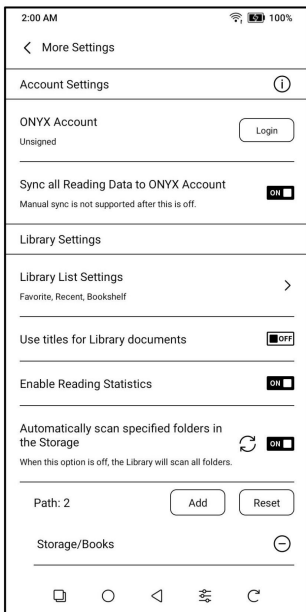 2:00 AM 100%
More Settings
Account Settings
ONYX Account
Login
Unsigned
Sync all Reading Data to ONYX Account
ON
Manual sync is not supported after this is off.
Library Settings
Library List Settings
Favorite, Recent, Bookshelf
Use titles for Library documents OFF
Enable Reading Statistics ON
Automatically scan specified folders in
the Storage ON
When this option is off, the Library will scan all folders.
Path: 2 Add Reset
Storage/Books